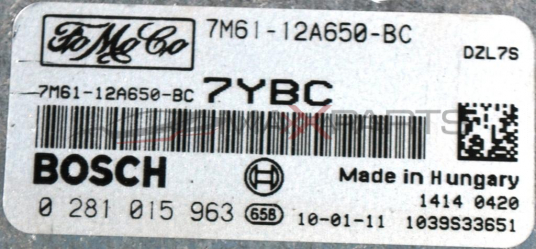 FoMoCo
7M61-12A650-BC
DZL7S
7M61-12A650-BC 7YBC
BOSCH
Made in Hungary
1414 0420
0 281 015 963 658 10-01-11 1039S33651